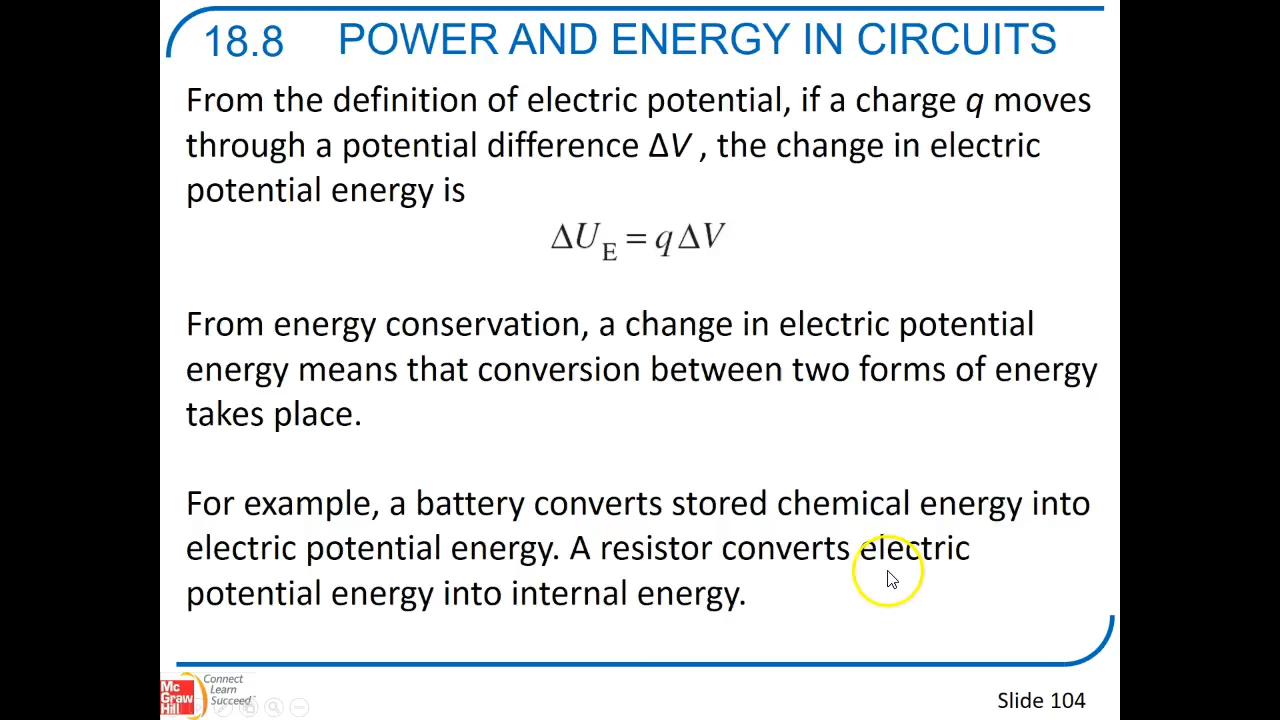 18.8 POWER AND ENERGY IN CIRCUITS
From the definition of electric potential, if a charge q moves
through a potential difference ΔV , the change in electric
potential energy is
ΔU_E = qΔV
From energy conservation, a change in electric potential
energy means that conversion between two forms of energy
takes place.
For example, a battery converts stored chemical energy into
electric potential energy. A resistor converts electric
potential energy into internal energy.
Mc
Graw
Hill
Connect
Learn
Succeed™
Slide 104